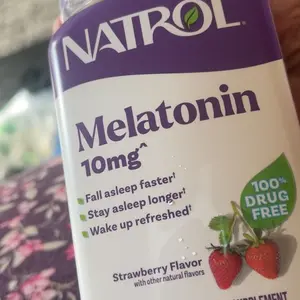 NATROL
Melatonin
10mg^
Fall asleep faster†
Stay asleep longer†
Wake up refreshed†
100%
DRUG
FREE
Strawberry Flavor
with other natural flavors